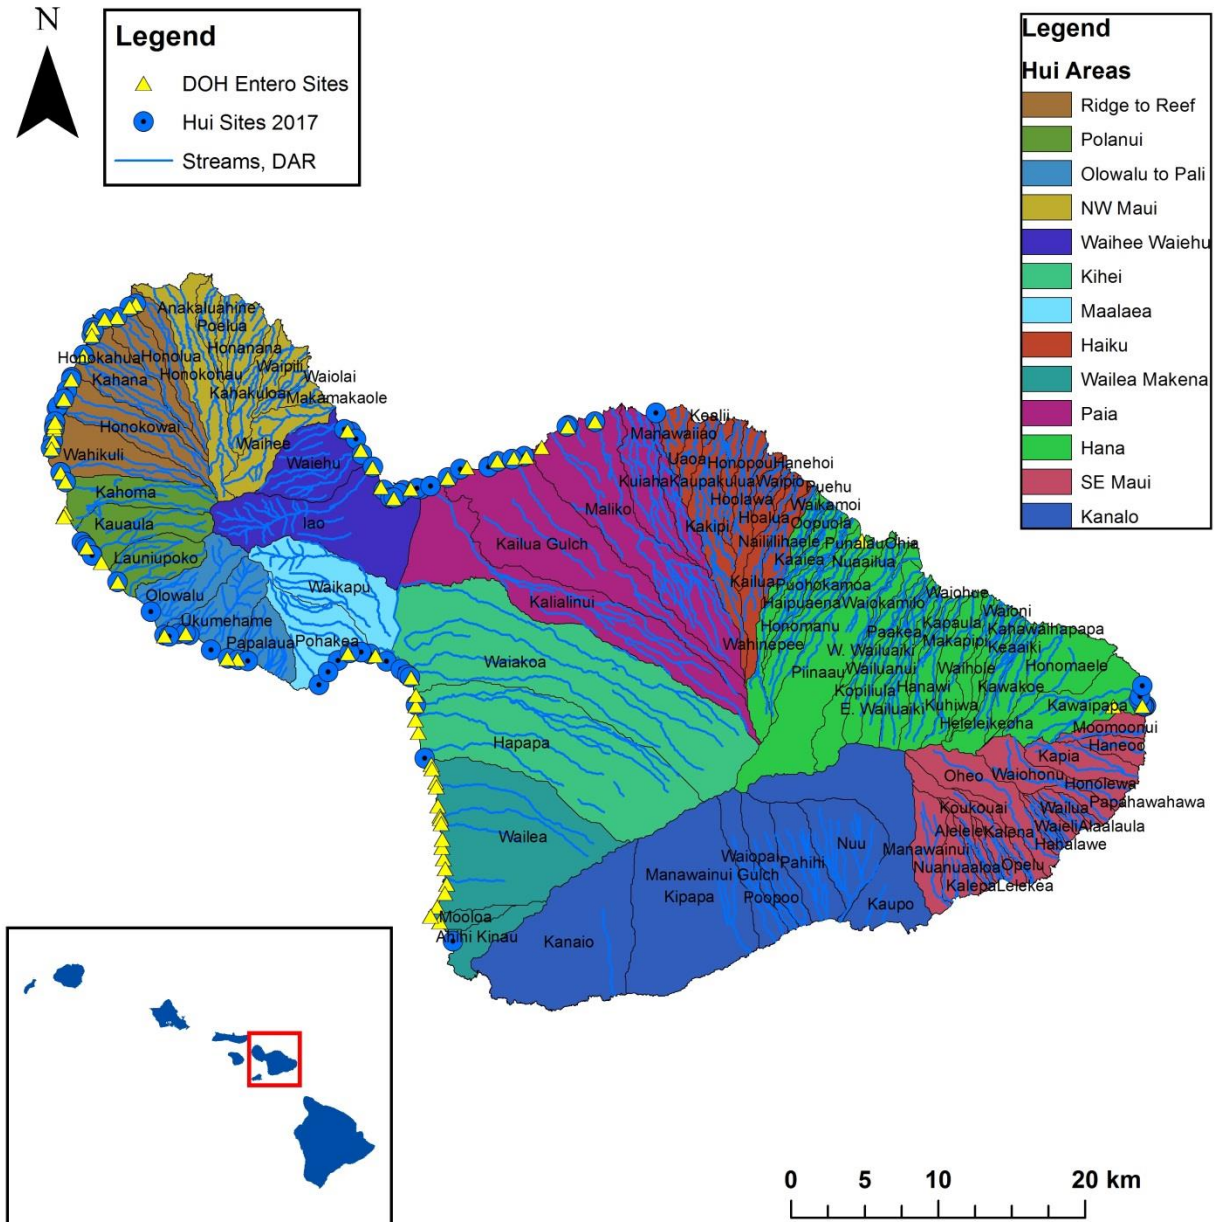 N
Legend
DOH Entero Sites
Hui Sites 2017
Streams, DAR
Legend
Hui Areas
Ridge to Reef
Polanui
Olowalu to Pali
NW Maui
Waihee Waiehu
Kihei
Maalaea
Haiku
Wailea Makena
Paia
Hana
SE Maui
Kanalo
Anakaluahine
Poelua
Honanana
Honokahua
Honolua
Waipili
Honokohau
Waiolai
Kahana
Kahakuloa
Makamakaole
Honokowai
Waihee
Wahikuli
Waiehu
Kahoma
Kauaula
Iao
Launiupoko
Waikapu
Olowalu
Ukumehame
Papalaua
Pohakea
Kealii
Manawaiiao
Uaoa
Honopou
Hanehoi
Kuiaha
Kaupakulua
Waipio
Puehu
Maliko
Hoolawa
Waikamoi
Kakipi
Hoalua
Oopuola
Kailua Gulch
Nailiilihaele
Punalau
Ohia
Kaaiea
Nuaailua
Kailua
Puohokamoa
Kalialinui
Haipuaena
Waiokamilo
Waiohue
Kapaula
Waioni
Honomanu
Paakea
Makapipi
Kahawaihapapa
Wahinepee
W. Wailuaiki
Keaaiki
Waiakoa
Piinaau
Wailuanui
Waihole
Honomaele
Kopiliula
Hanawi
Kawakoe
E. Wailuaiki
Kuhiwa
Kawaipapa
Heleleikeoha
Moomoonui
Hapapa
Haneoo
Kapia
Oheo
Waiohonu
Honolewa
Koukouai
Wailua
Papahawahawa
Wailea
Alelele
Kalena
Waieli
Alaalaula
Nuu
Manawainui
Hahalawe
Waiopai
Pahihi
Nuanuaaloa
Opelu
Manawainui Gulch
Kalepa
Lelekea
Kipapa
Poopoo
Kaupo
Mooloa
Ahihi Kinau
Kanaio
0 5 10 20 km